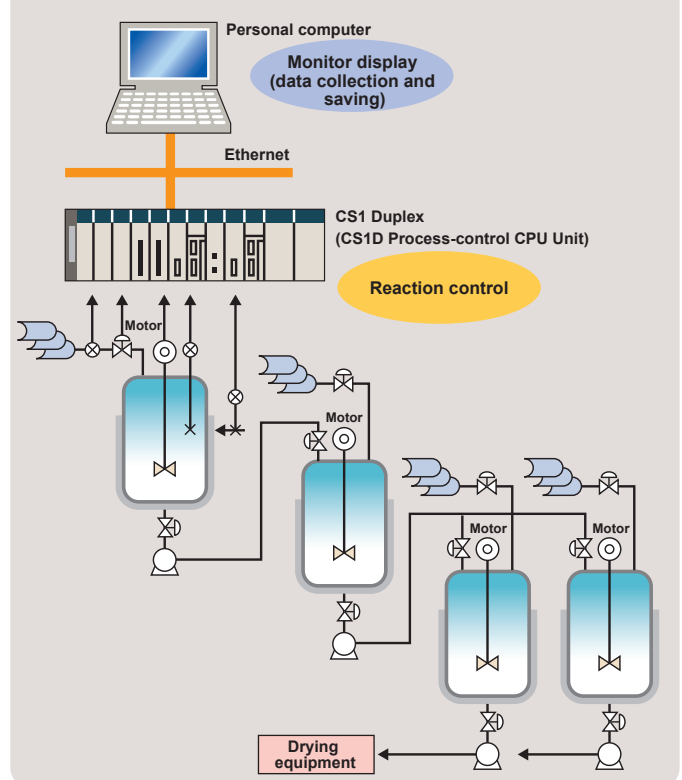 Personal computer
Monitor display
(data collection and
saving)
Ethernet
CS1 Duplex
(CS1D Process-control CPU Unit)
Reaction control
Motor
Motor
Motor
Motor
Drying
equipment